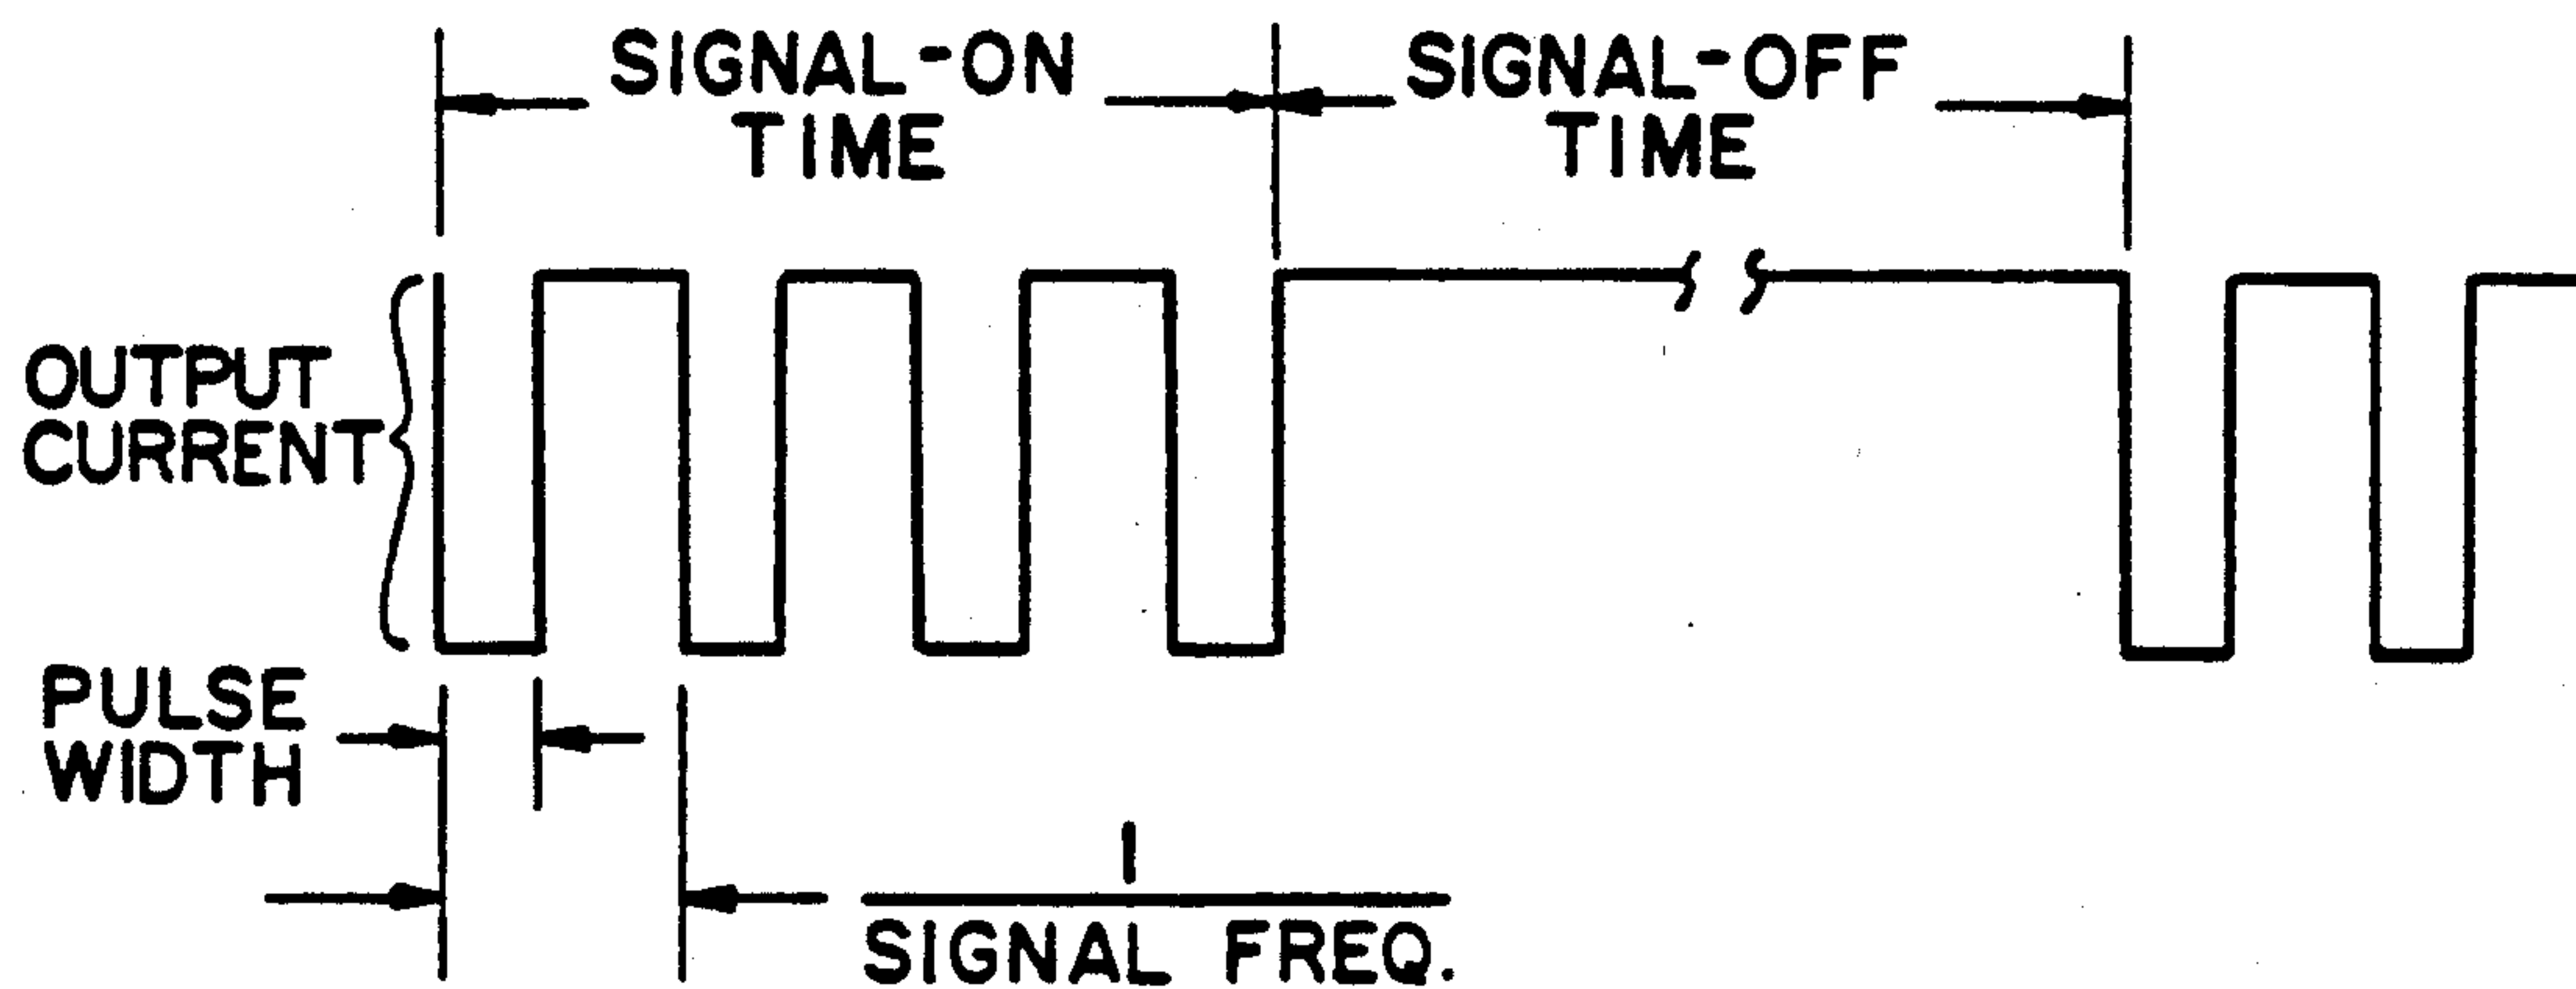 SIGNAL-ON
TIME
SIGNAL-OFF
TIME
OUTPUT
CURRENT
PULSE
WIDTH
1
SIGNAL FREQ.